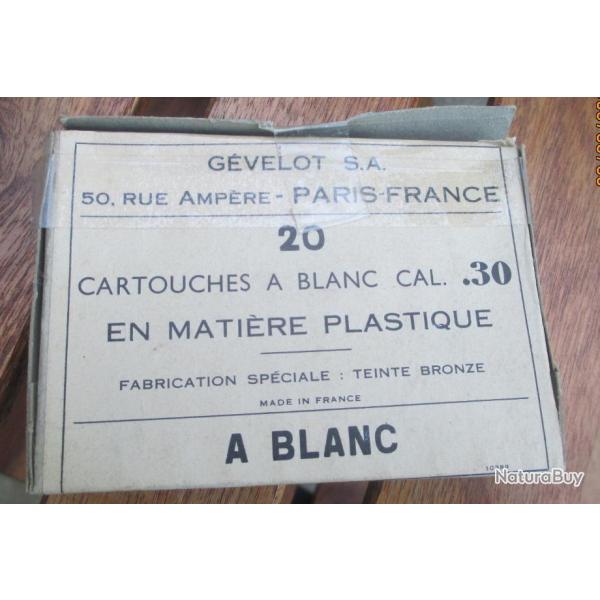 GÉVELOT S.A.
50, RUE AMPÈRE - PARIS-FRANCE
20
CARTOUCHES A BLANC CAL. .30
EN MATIÈRE PLASTIQUE
FABRICATION SPÉCIALE : TEINTE BRONZE
MADE IN FRANCE
A BLANC
NaturaBuy